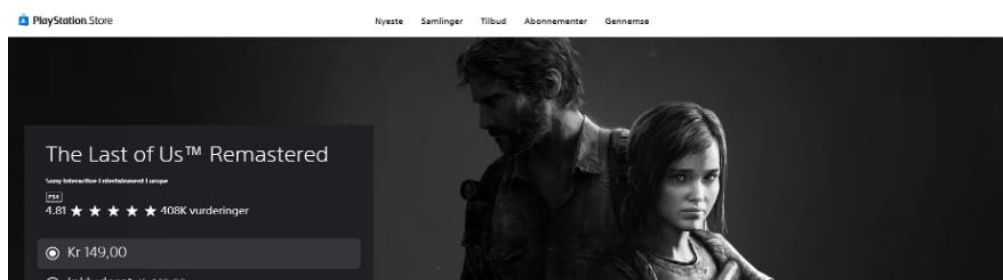 PlayStation Store
Nyeste Samlinger Tilbud Abonnementer Gennemse
The Last of Us™ Remastered
Sony Interactive Entertainment Europe
PS4
4.81 ★ ★ ★ ★ ★ 408K vurderinger
Kr 149,00